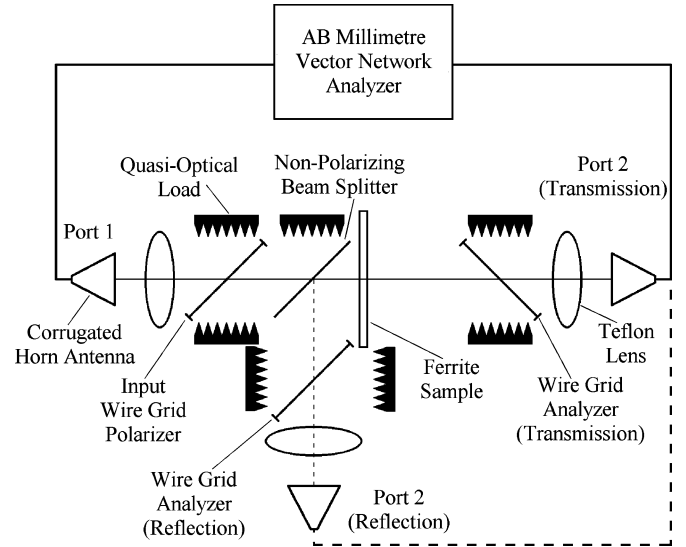 AB Millimetre
Vector Network
Analyzer
Quasi-Optical
Load
Non-Polarizing
Beam Splitter
Port 2
(Transmission)
Port 1
Corrugated
Horn Antenna
Input
Wire Grid
Polarizer
Ferrite
Sample
Teflon
Lens
Wire Grid
Analyzer
(Transmission)
Wire Grid
Analyzer
(Reflection)
Port 2
(Reflection)